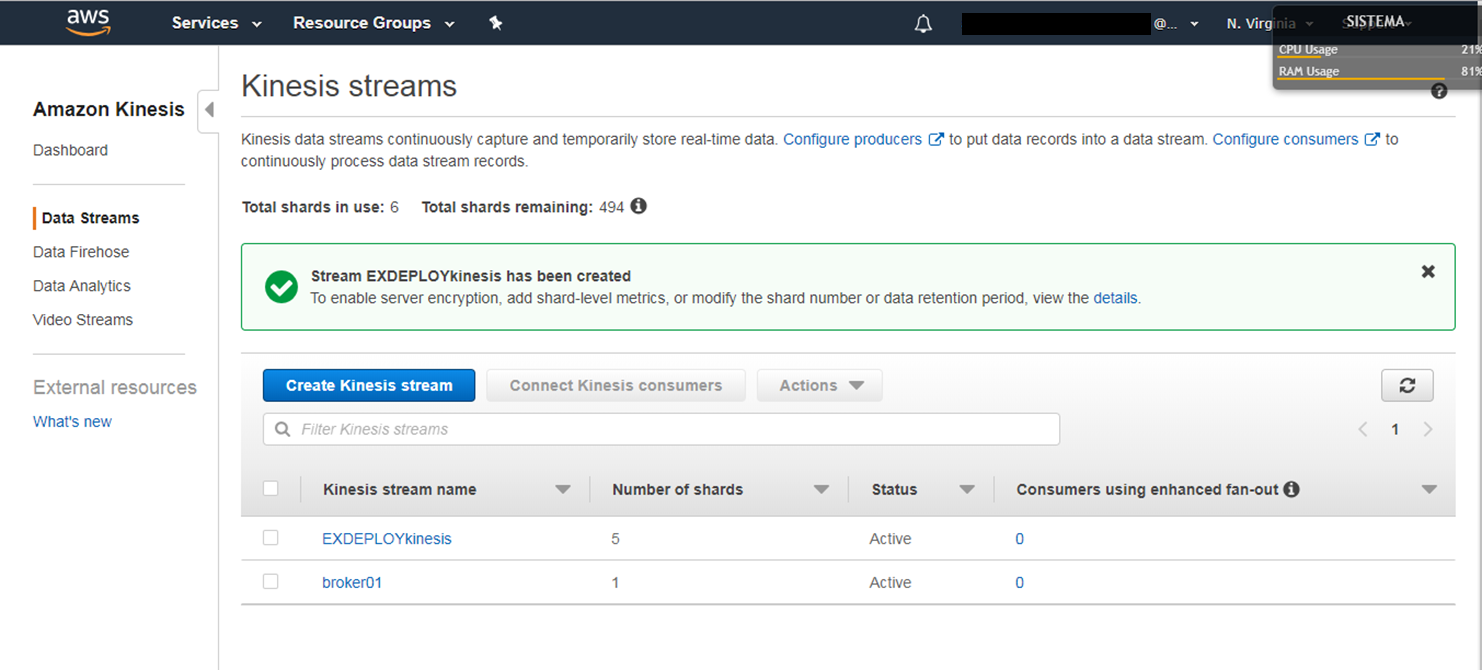 aws Services Resource Groups @... N. Virginia SISTEMA
CPU Usage 21%
RAM Usage 81%
Amazon Kinesis
Dashboard
Data Streams
Data Firehose
Data Analytics
Video Streams
External resources
What's new
Kinesis streams
Kinesis data streams continuously capture and temporarily store real-time data. Configure producers to put data records into a data stream. Configure consumers to
continuously process data stream records.
Total shards in use: 6 Total shards remaining: 494
Stream EXDEPLOYkinesis has been created
To enable server encryption, add shard-level metrics, or modify the shard number or data retention period, view the details.
Create Kinesis stream Connect Kinesis consumers Actions
Filter Kinesis streams
1
Kinesis stream name Number of shards Status Consumers using enhanced fan-out
EXDEPLOYkinesis 5 Active 0
broker01 1 Active 0